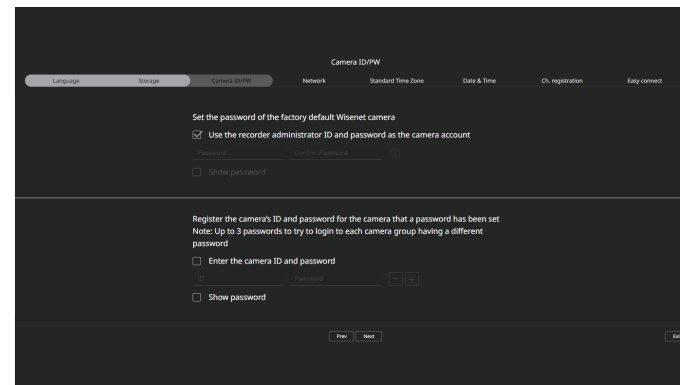 Camera ID/PW
Language Storage Camera ID/PW Network Standard Time Zone Date & Time Ch. registration Easy connect
Set the password of the factory default Wisenet camera
Use the recorder administrator ID and password as the camera account
Password Confirm Password
Show password
Register the camera's ID and password for the camera that a password has been set
Note: Up to 3 passwords to try to login to each camera group having a different
password
Enter the camera ID and password
ID Password
Show password
Prev Next